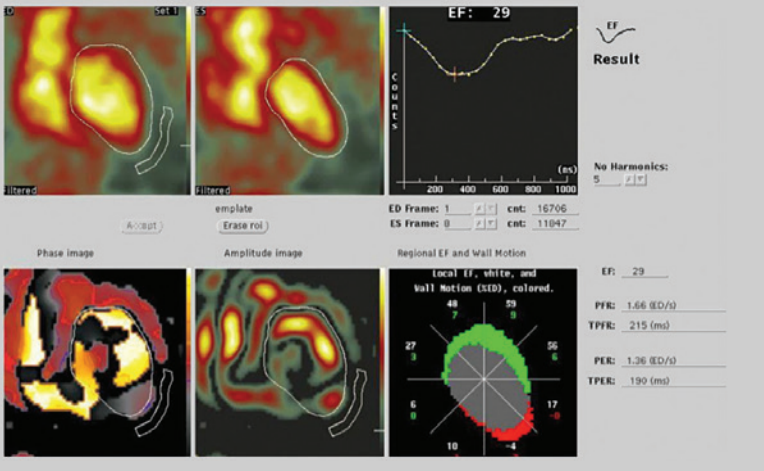 ED
Set 1
ES
EF: 29
EF
Result
Counts
(ms)
200 400 600 800 1000
No Harmonics:
5
Filtered
Filtered
emplate
Accept
Erase roi
ED Frame: 1 cnt: 16706
ES Frame: 8 cnt: 11847
Phase image
Amplitude image
Regional EF and Wall Motion
Local EF, white, and
Wall Motion (%ED), colored.
48 59
7 9
27 56
3 6
6 17
0 -0
10 -4
EF: 29
PFR: 1.66 (ED/s)
TPFR: 215 (ms)
PER: 1.36 (ED/s)
TPER: 190 (ms)